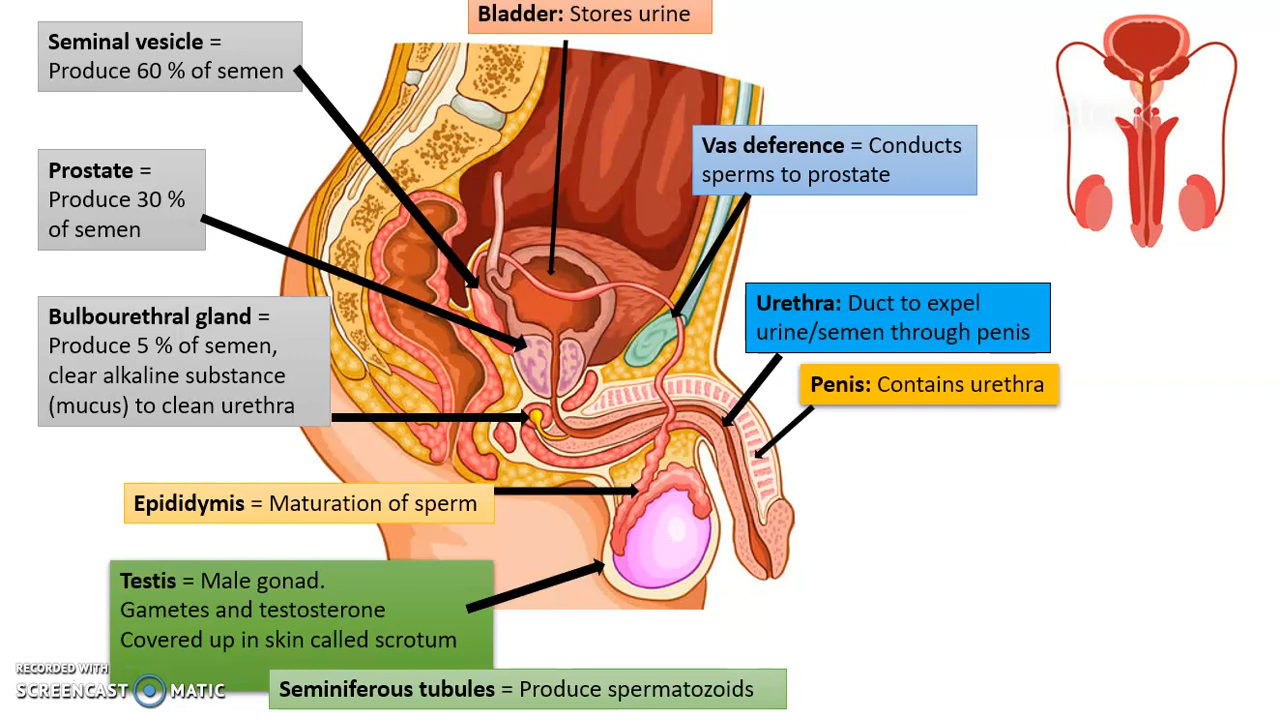 Bladder: Stores urine
Seminal vesicle =
Produce 60 % of semen
Vas deference = Conducts
sperms to prostate
Prostate =
Produce 30 %
of semen
Urethra: Duct to expel
urine/semen through penis
Bulbourethral gland =
Produce 5 % of semen,
clear alkaline substance
(mucus) to clean urethra
Penis: Contains urethra
Epididymis = Maturation of sperm
Testis = Male gonad.
Gametes and testosterone
Covered up in skin called scrotum
Seminiferous tubules = Produce spermatozoids
RECORDED WITH
SCREENCAST MATIC